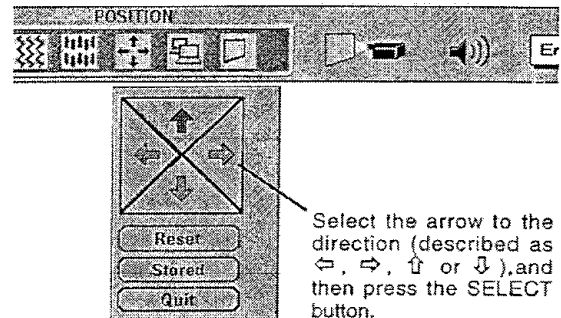 POSITION
Er
Reset
Stored
Quit
Select the arrow to the
direction (described as
⇦, ⇨, ⇧ or ⇩),and
then press the SELECT
button.